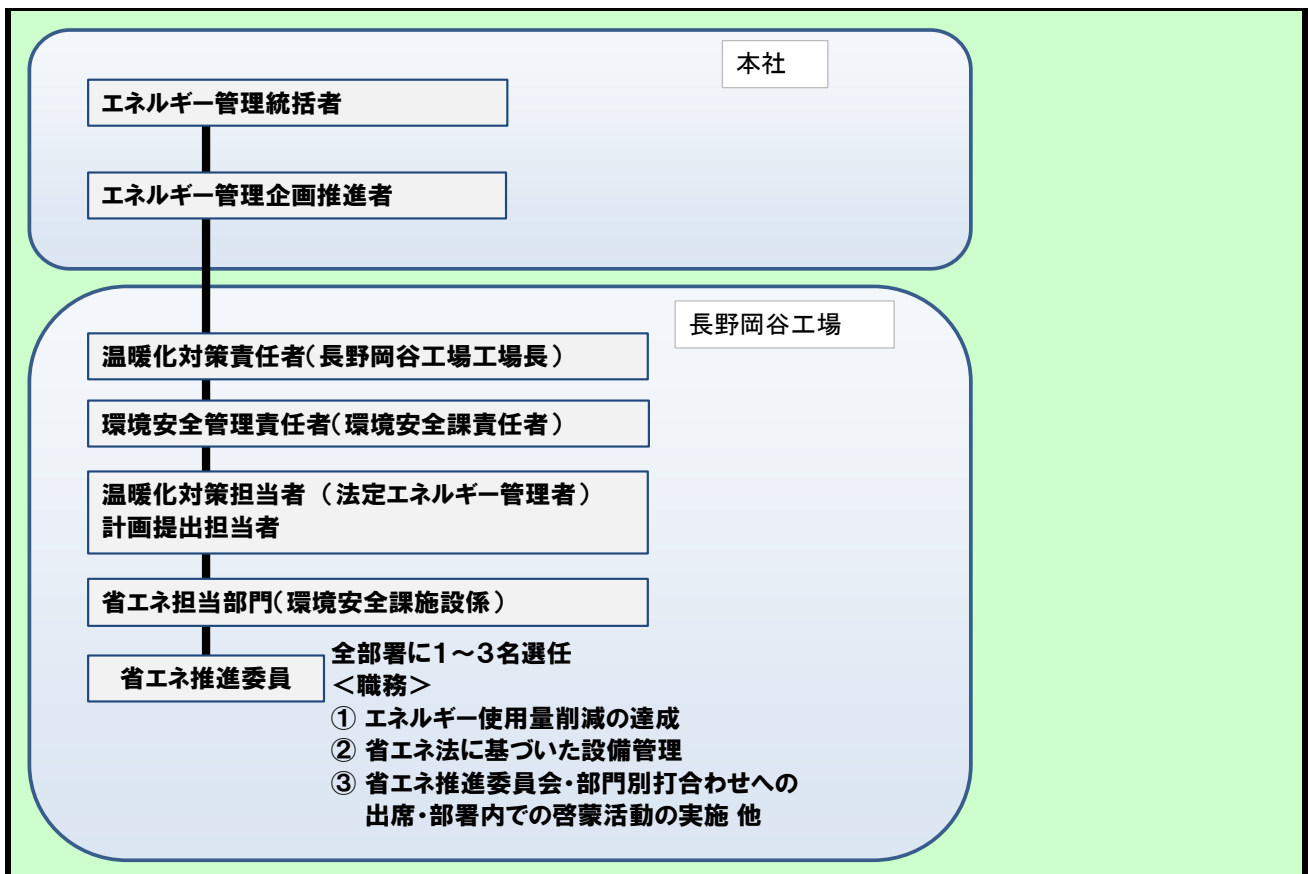 本社
エネルギー管理統括者
エネルギー管理企画推進者
長野岡谷工場
温暖化対策責任者(長野岡谷工場工場長)
環境安全管理責任者(環境安全課責任者)
温暖化対策担当者 (法定エネルギー管理者)
計画提出担当者
省エネ担当部門(環境安全課施設係)
省エネ推進委員
全部署に1~3名選任
<職務>
① エネルギー使用量削減の達成
② 省エネ法に基づいた設備管理
③ 省エネ推進委員会・部門別打合わせへの
出席・部署内での啓蒙活動の実施 他